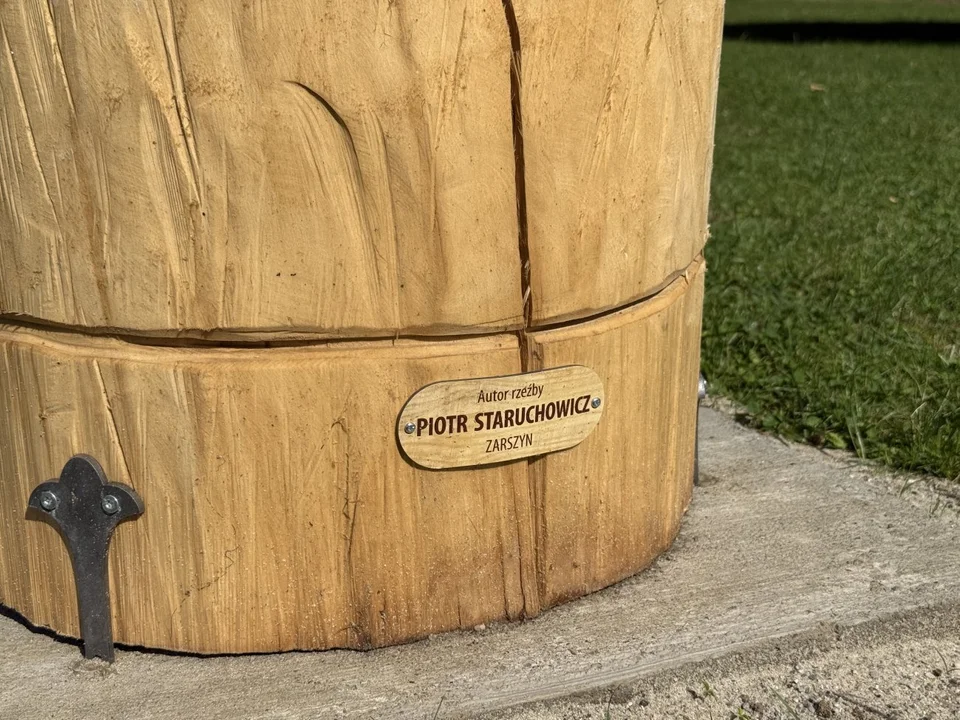 Autor rzeźby
PIOTR STARUCHOWICZ
ZARSZYN